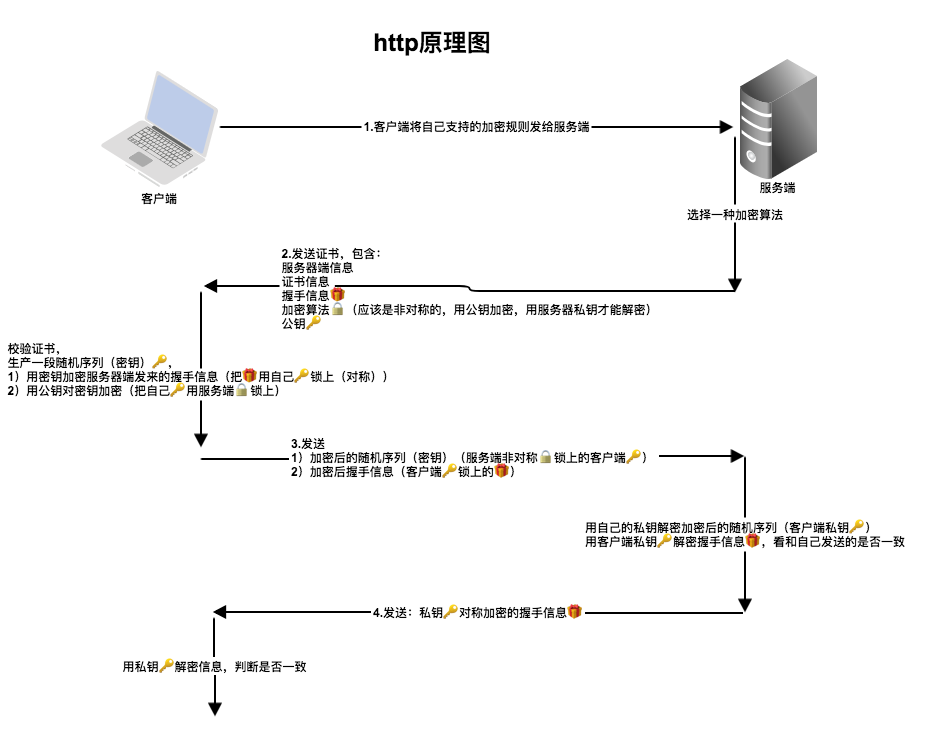 http原理图
1.客户端将自己支持的加密规则发给服务端
客户端
服务端
选择一种加密算法
2.发送证书，包含：
服务器端信息
证书信息
握手信息🎁
加密算法🔒（应该是非对称的，用公钥加密，用服务器私钥才能解密）
公钥🔑
校验证书，
生产一段随机序列（密钥）🔑，
1）用密钥加密服务器端发来的握手信息（把🎁用自己🔑锁上（对称））
2）用公钥对密钥加密（把自己🔑用服务端🔒锁上）
3.发送
1）加密后的随机序列（密钥）（服务端非对称🔒锁上的客户端🔑）
2）加密后握手信息（客户端🔑锁上的🎁）
用自己的私钥解密加密后的随机序列（客户端私钥🔑）
用客户端私钥🔑解密握手信息🎁，看和自己发送的是否一致
4.发送：私钥🔑对称加密的握手信息🎁
用私钥🔑解密信息，判断是否一致